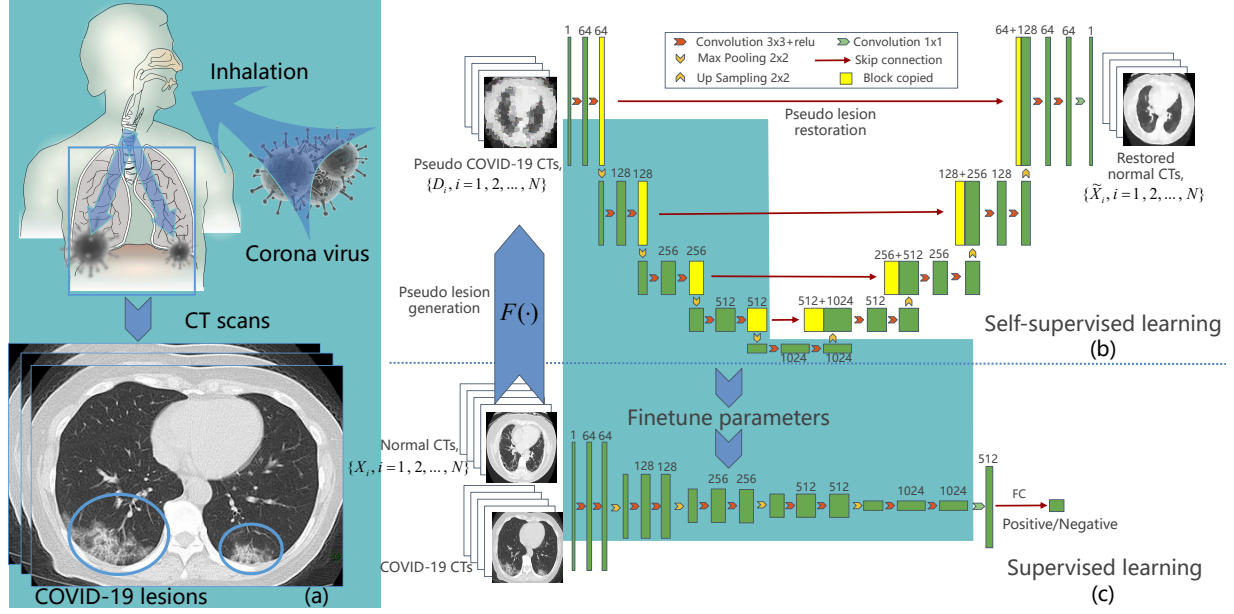 Inhalation
Corona virus
CT scans
COVID-19 lesions
(a)
Convolution 3x3+relu
Convolution 1x1
Max Pooling 2x2
Skip connection
Up Sampling 2x2
Block copied
1 64 64
64+128 64 64 1
Pseudo lesion
restoration
Pseudo COVID-19 CTs,
{D_i, i = 1, 2, ..., N}
Restored
normal CTs,
{X̃_i, i = 1, 2, ..., N}
128 128
128+256 128
256 256
256+512 256
512 512
512+1024 512
1024 1024
Pseudo lesion
generation
F(·)
Self-supervised learning
(b)
Finetune parameters
Normal CTs,
{X_i, i = 1, 2, ..., N}
1 64 64
128 128
256 256
512 512
1024 1024
512
FC
Positive/Negative
COVID-19 CTs
Supervised learning
(c)